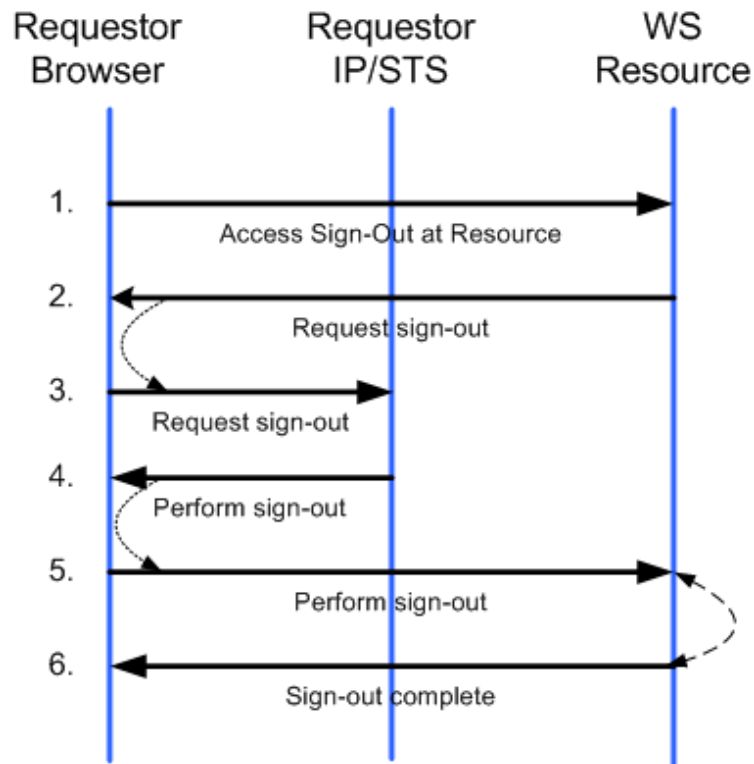 Requestor
Browser
Requestor
IP/STS
WS
Resource
1.
Access Sign-Out at Resource
2.
Request sign-out
3.
Request sign-out
4.
Perform sign-out
5.
Perform sign-out
6.
Sign-out complete